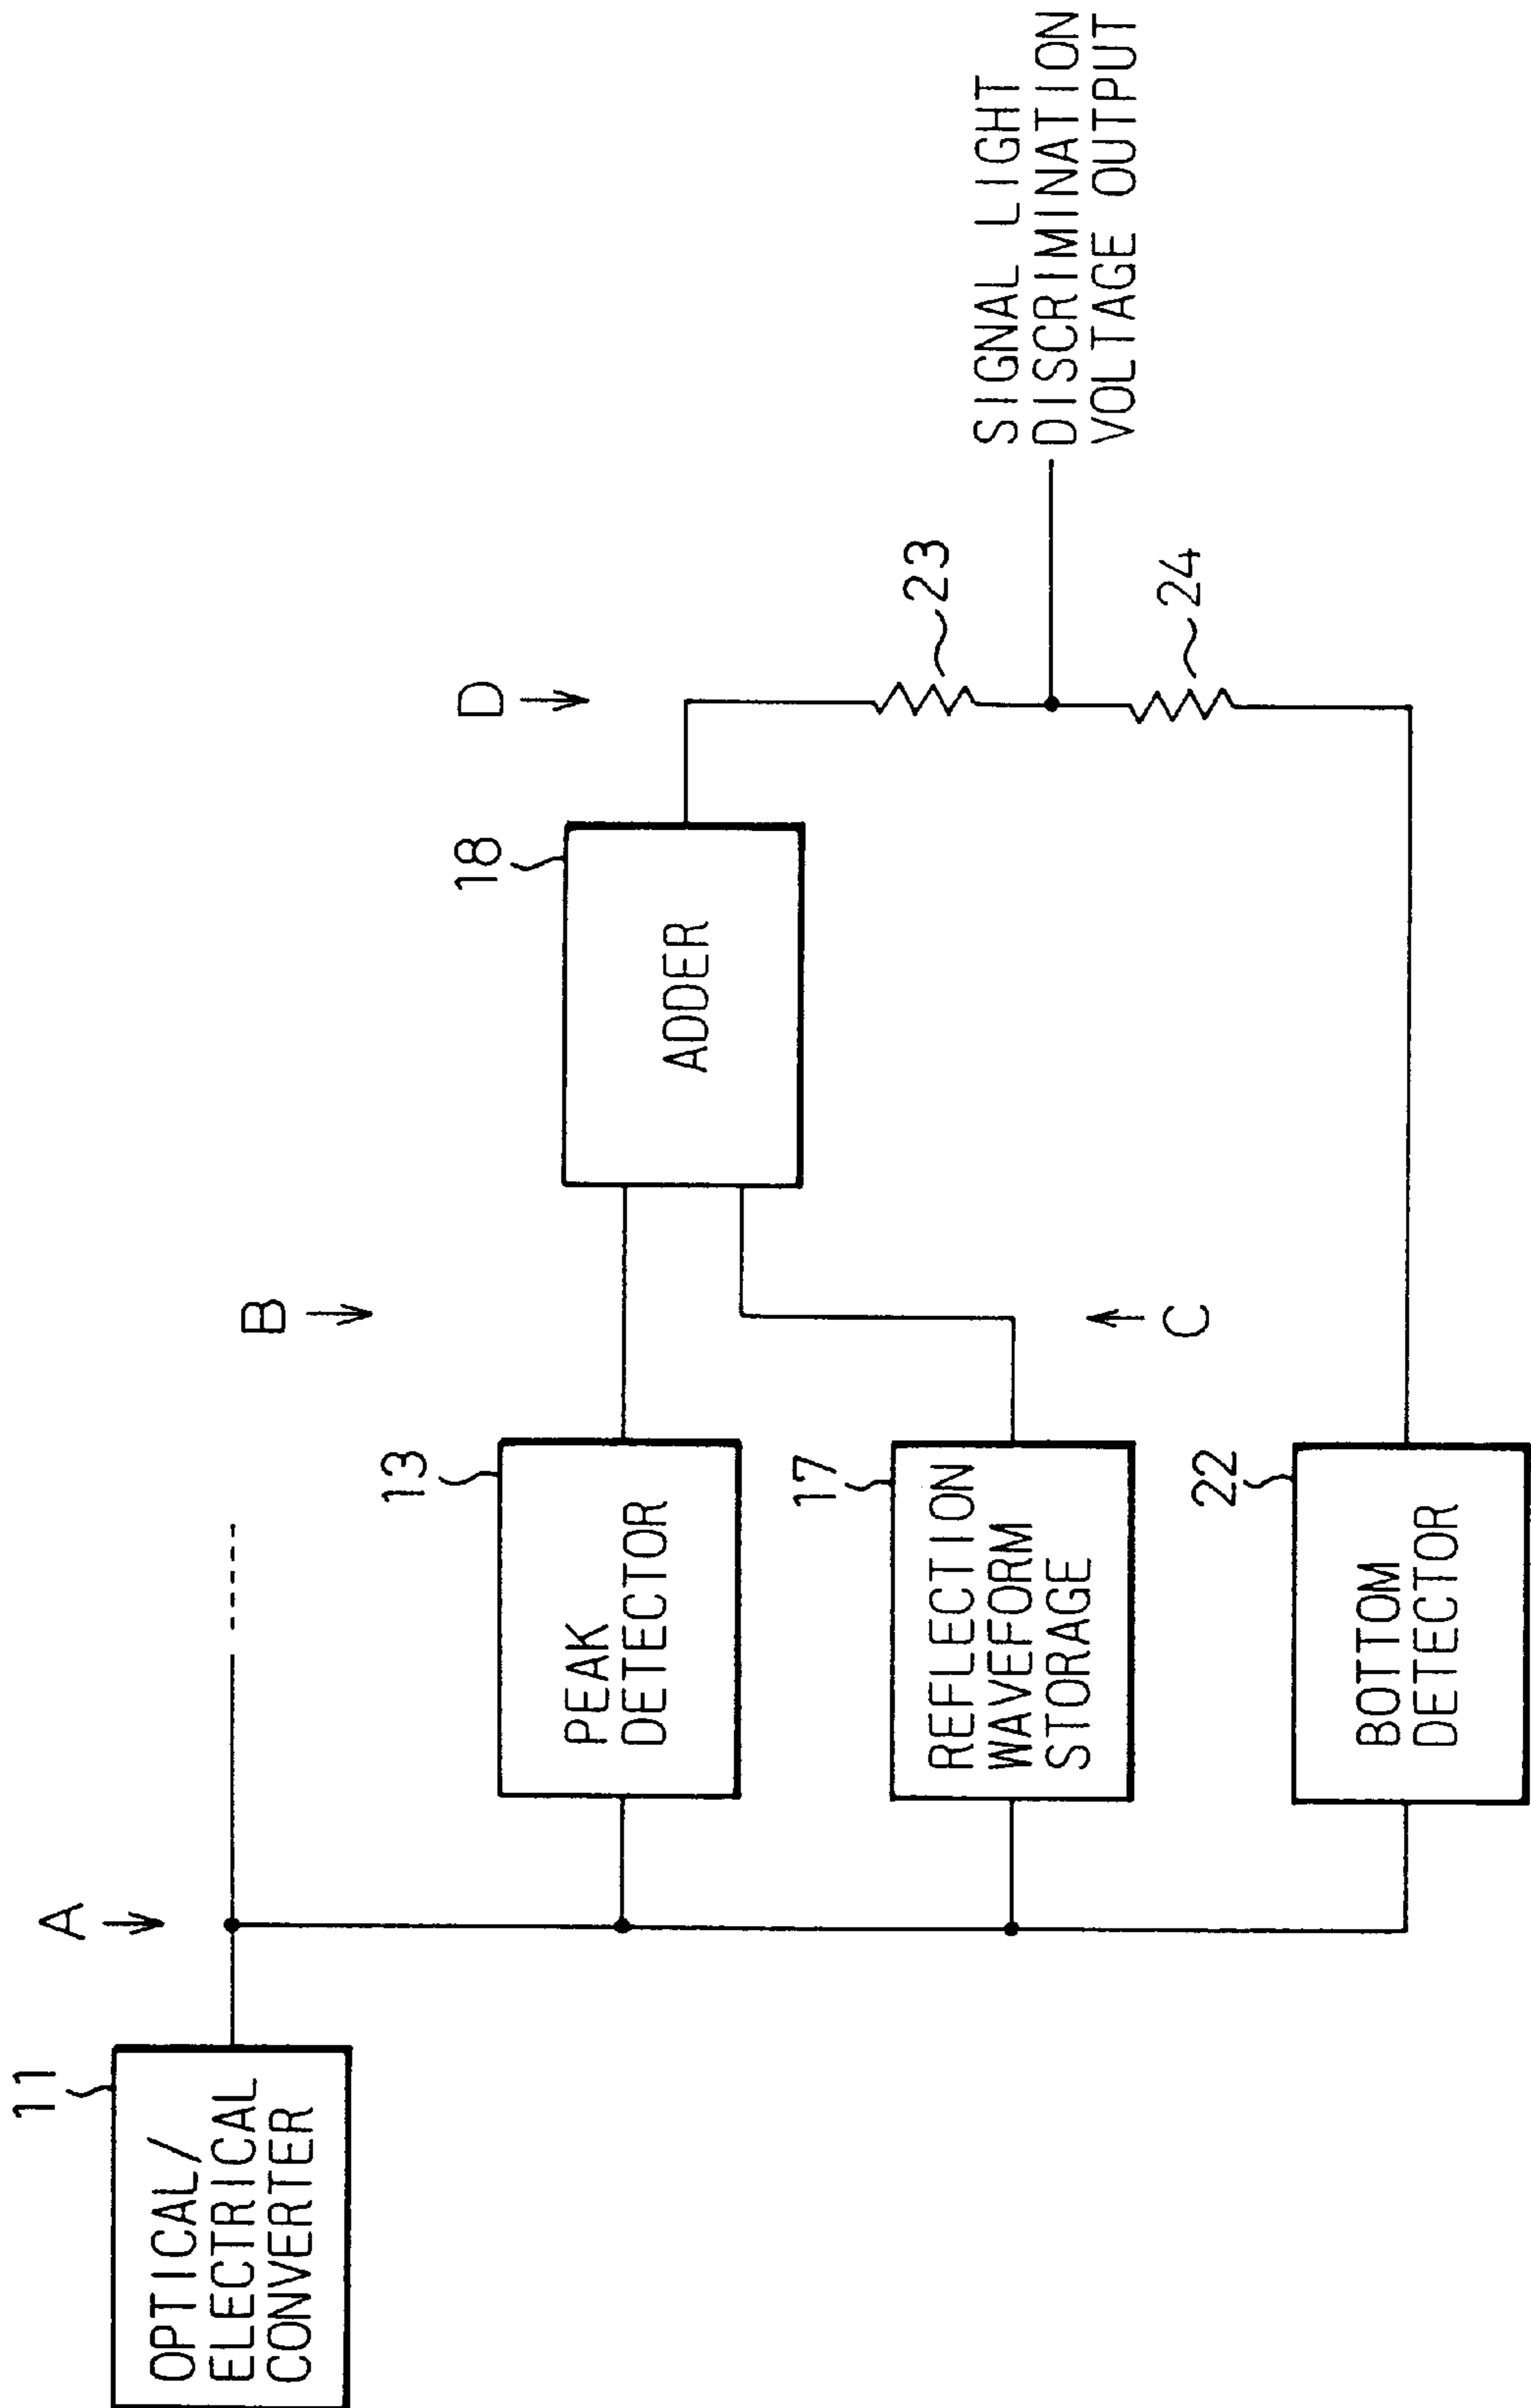 11
OPTICAL/
ELECTRICAL
CONVERTER
A
B
D
13
PEAK
DETECTOR
18
ADDER
23
SIGNAL LIGHT
DISCRIMINATION
VOLTAGE OUTPUT
17
REFLECTION
WAVEFORM
STORAGE
C
24
22
BOTTOM
DETECTOR